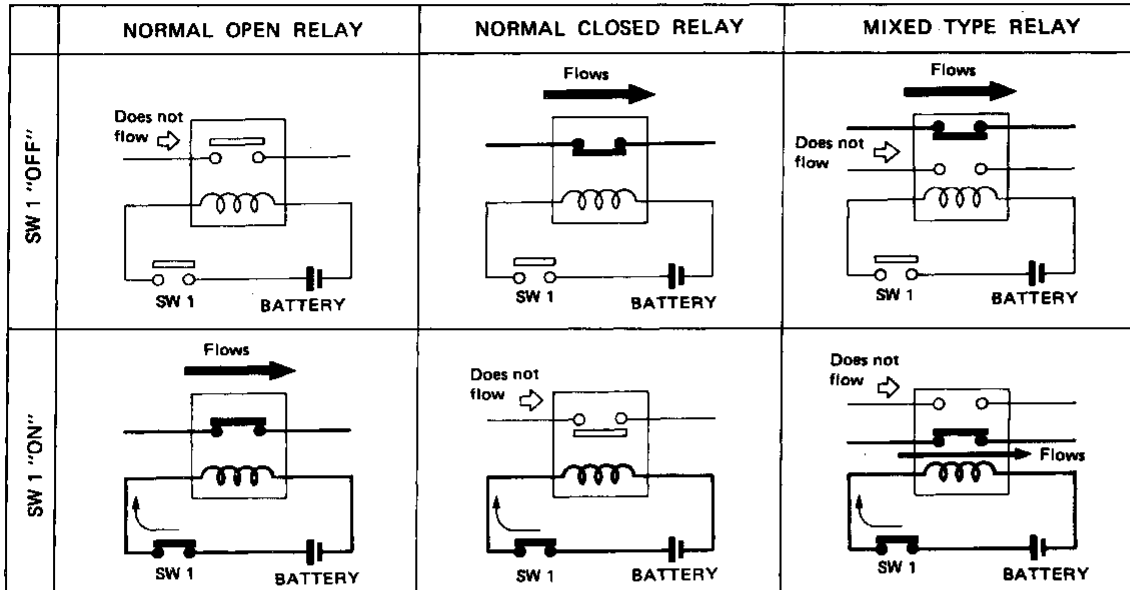 NORMAL OPEN RELAY
NORMAL CLOSED RELAY
MIXED TYPE RELAY
SW 1 "OFF"
Does not
flow
SW 1
BATTERY
Flows
SW 1
BATTERY
Flows
Does not
flow
SW 1
BATTERY
SW 1 "ON"
Flows
SW 1
BATTERY
Does not
flow
SW 1
BATTERY
Does not
flow
Flows
SW 1
BATTERY